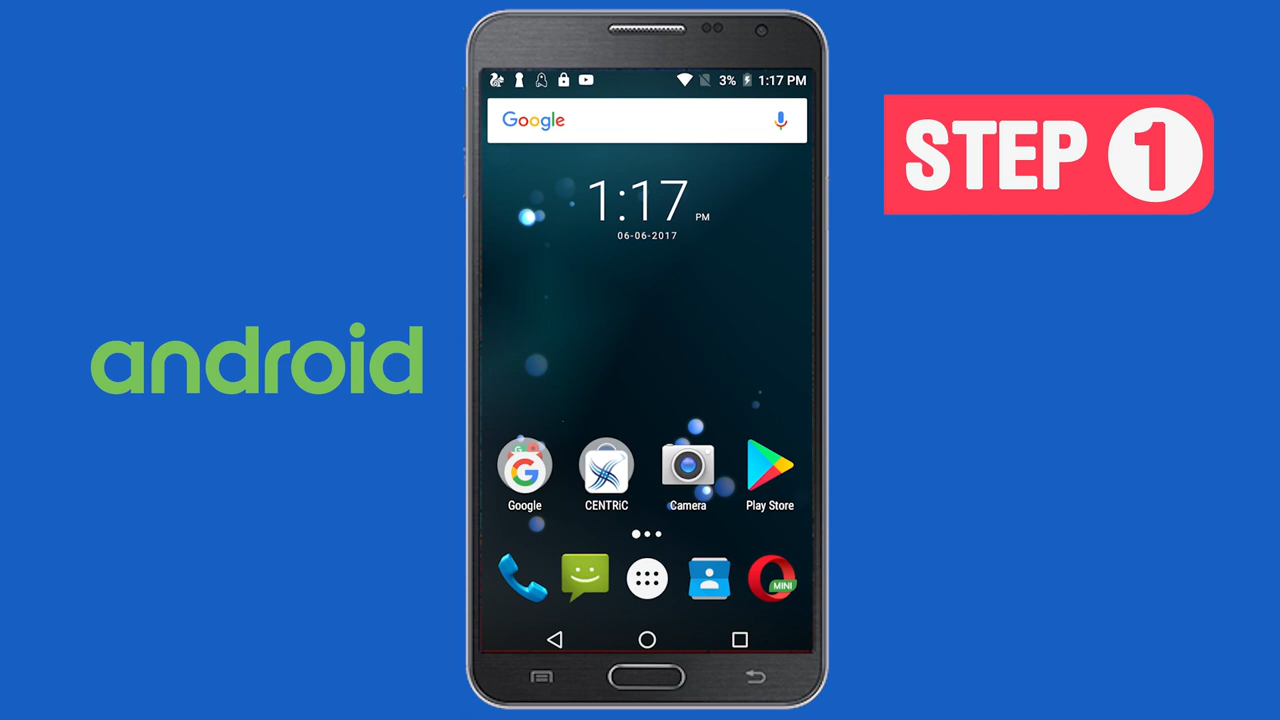 3% 1:17 PM
Google
STEP 1
1:17 PM
06-06-2017
android
Google CENTRiC Camera Play Store
MINI